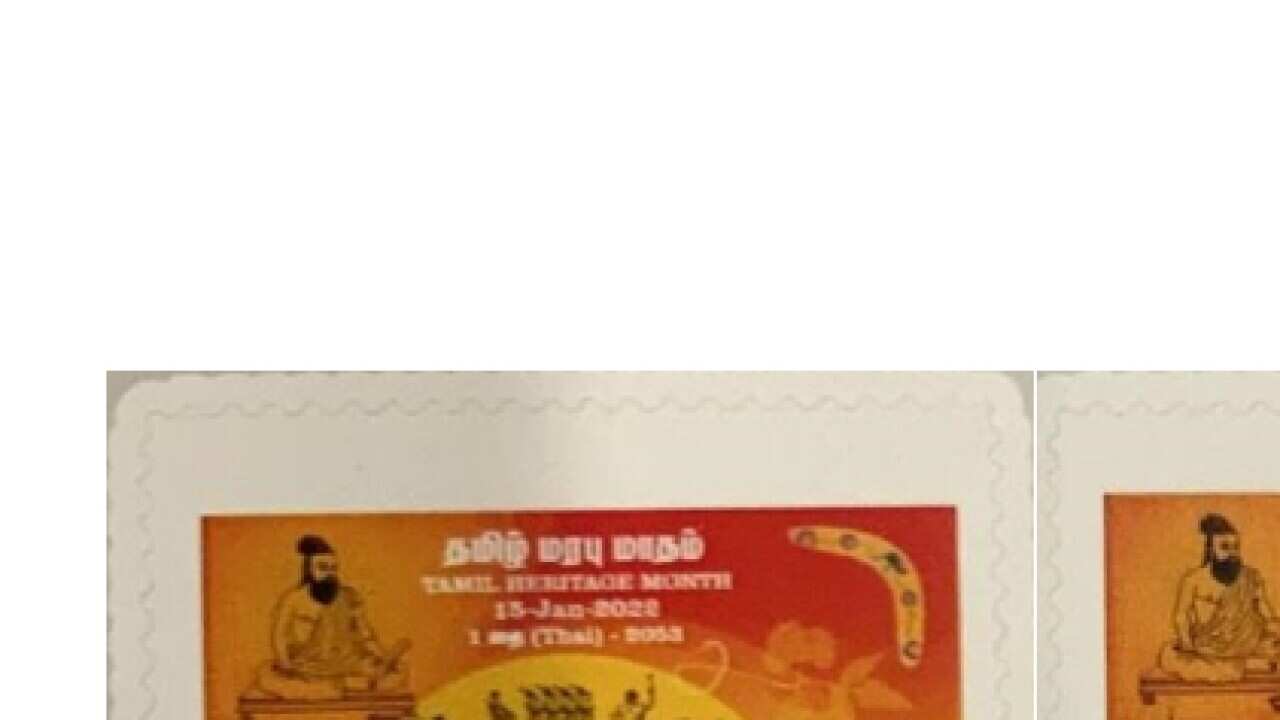 தமிழ் மரபு மாதம்
TAMIL HERITAGE MONTH
15-Jan-2022
1 தை (Thai) - 2053